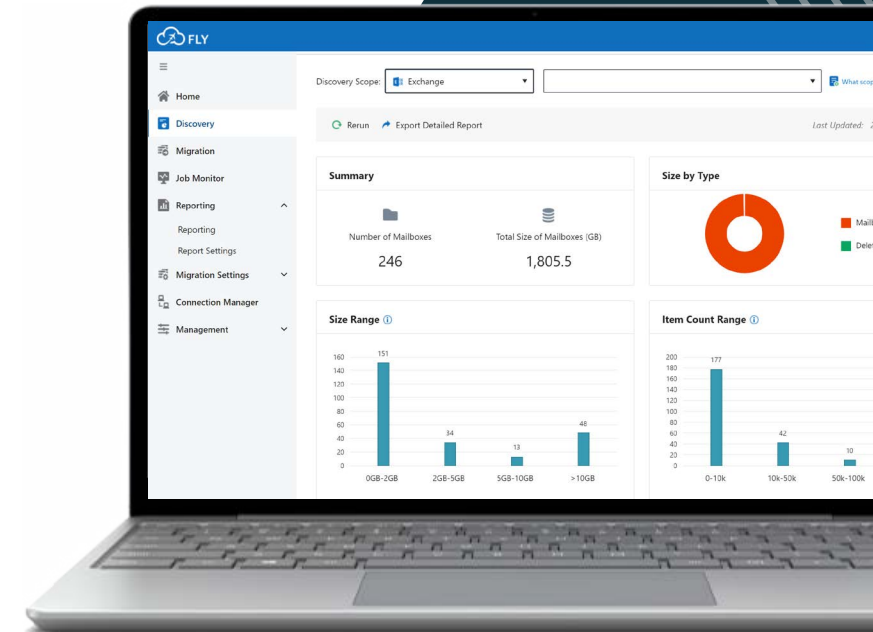 FLY
Home
Discovery
Migration
Job Monitor
Reporting
Reporting
Report Settings
Migration Settings
Connection Manager
Management
Discovery Scope: Exchange What
Rerun Export Detailed Report Last Updated:
Summary
Number of Mailboxes Total Size of Mailboxes (GB)
246 1,805.5
Size by Type
Size Range
160
140
120
100
80
60
40
20
0
151
34
13
48
0GB-2GB 2GB-5GB 5GB-10GB >10GB
Item Count Range
200
180
160
140
120
100
80
60
40
20
0
177
42
10
0-10k 10k-50k 50k-100k